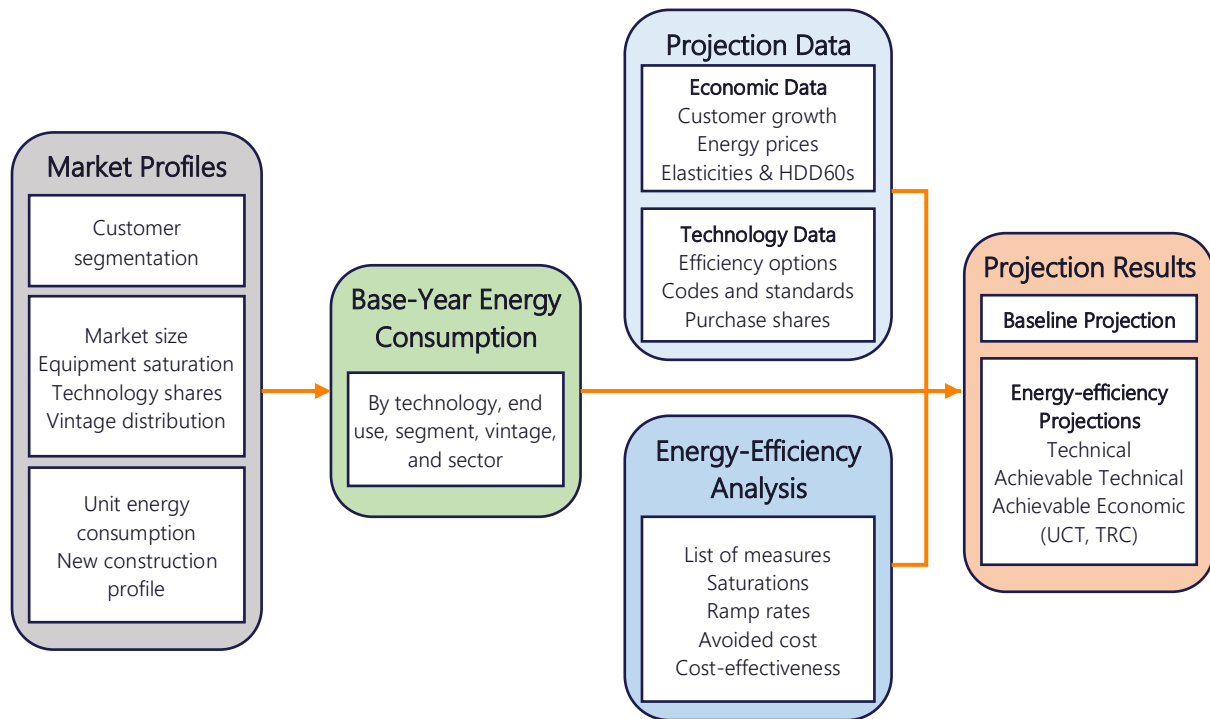 Market Profiles
Customer
segmentation
Market size
Equipment saturation
Technology shares
Vintage distribution
Unit energy
consumption
New construction
profile
Base-Year Energy
Consumption
By technology, end
use, segment, vintage,
and sector
Projection Data
Economic Data
Customer growth
Energy prices
Elasticities & HDD60s
Technology Data
Efficiency options
Codes and standards
Purchase shares
Energy-Efficiency
Analysis
List of measures
Saturations
Ramp rates
Avoided cost
Cost-effectiveness
Projection Results
Baseline Projection
Energy-efficiency
Projections
Technical
Achievable Technical
Achievable Economic
(UCT, TRC)